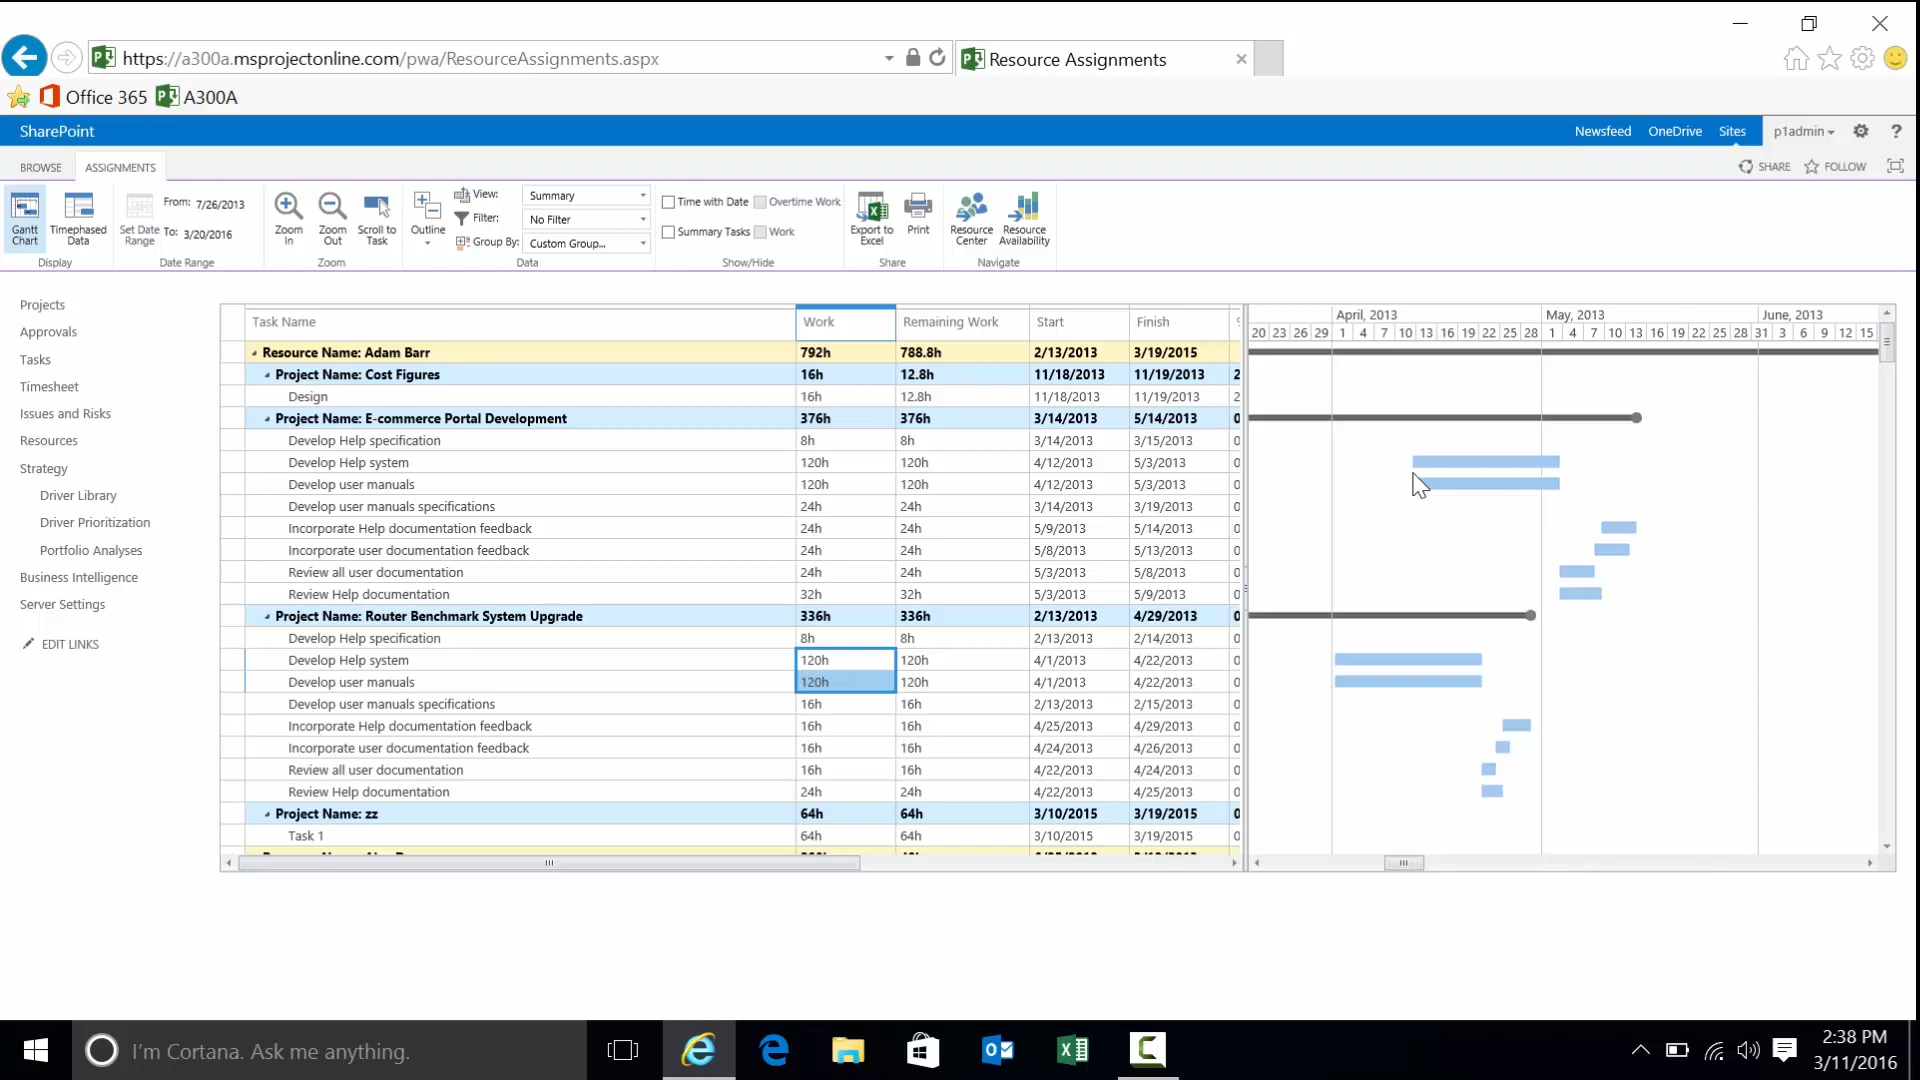 https://a300a.msprojectonline.com/pwa/ResourceAssignments.aspx
Resource Assignments
Office 365
A300A
SharePoint
Newsfeed OneDrive Sites p1admin ?
BROWSE ASSIGNMENTS
SHARE FOLLOW
Gantt Chart
Timephased Data
Display
Set Date Range
From: 7/26/2013
To: 3/20/2016
Date Range
Zoom In
Zoom Out
Scroll to Task
Zoom
Outline
View: Summary
Filter: No Filter
Group By: Custom Group...
Data
Time with Date Overtime Work
Summary Tasks Work
Show/Hide
Export to Excel
Print
Share
Resource Center
Resource Availability
Navigate
Projects
Approvals
Tasks
Timesheet
Issues and Risks
Resources
Strategy
Driver Library
Driver Prioritization
Portfolio Analyses
Business Intelligence
Server Settings
EDIT LINKS
Task Name Work Remaining Work Start Finish
Resource Name: Adam Barr 792h 788.8h 2/13/2013 3/19/2015
Project Name: Cost Figures 16h 12.8h 11/18/2013 11/19/2013 2
Design 16h 12.8h 11/18/2013 11/19/2013 2
Project Name: E-commerce Portal Development 376h 376h 3/14/2013 5/14/2013 0
Develop Help specification 8h 8h 3/14/2013 3/15/2013 0
Develop Help system 120h 120h 4/12/2013 5/3/2013 0
Develop user manuals 120h 120h 4/12/2013 5/3/2013 0
Develop user manuals specifications 24h 24h 3/14/2013 3/19/2013 0
Incorporate Help documentation feedback 24h 24h 5/9/2013 5/14/2013 0
Incorporate user documentation feedback 24h 24h 5/8/2013 5/13/2013 0
Review all user documentation 24h 24h 5/3/2013 5/8/2013 0
Review Help documentation 32h 32h 5/3/2013 5/9/2013 0
Project Name: Router Benchmark System Upgrade 336h 336h 2/13/2013 4/29/2013 0
Develop Help specification 8h 8h 2/13/2013 2/14/2013 0
Develop Help system 120h 120h 4/1/2013 4/22/2013 0
Develop user manuals 120h 120h 4/1/2013 4/22/2013 0
Develop user manuals specifications 16h 16h 2/13/2013 2/15/2013 0
Incorporate Help documentation feedback 16h 16h 4/25/2013 4/29/2013 0
Incorporate user documentation feedback 16h 16h 4/24/2013 4/26/2013 0
Review all user documentation 16h 16h 4/22/2013 4/24/2013 0
Review Help documentation 24h 24h 4/22/2013 4/25/2013 0
Project Name: zz 64h 64h 3/10/2015 3/19/2015 0
Task 1 64h 64h 3/10/2015 3/19/2015 0
April, 2013 May, 2013 June, 2013
20 23 26 29 1 4 7 10 13 16 19 22 25 28 1 4 7 10 13 16 19 22 25 28 31 3 6 9 12 15
I'm Cortana. Ask me anything.
2:38 PM
3/11/2016